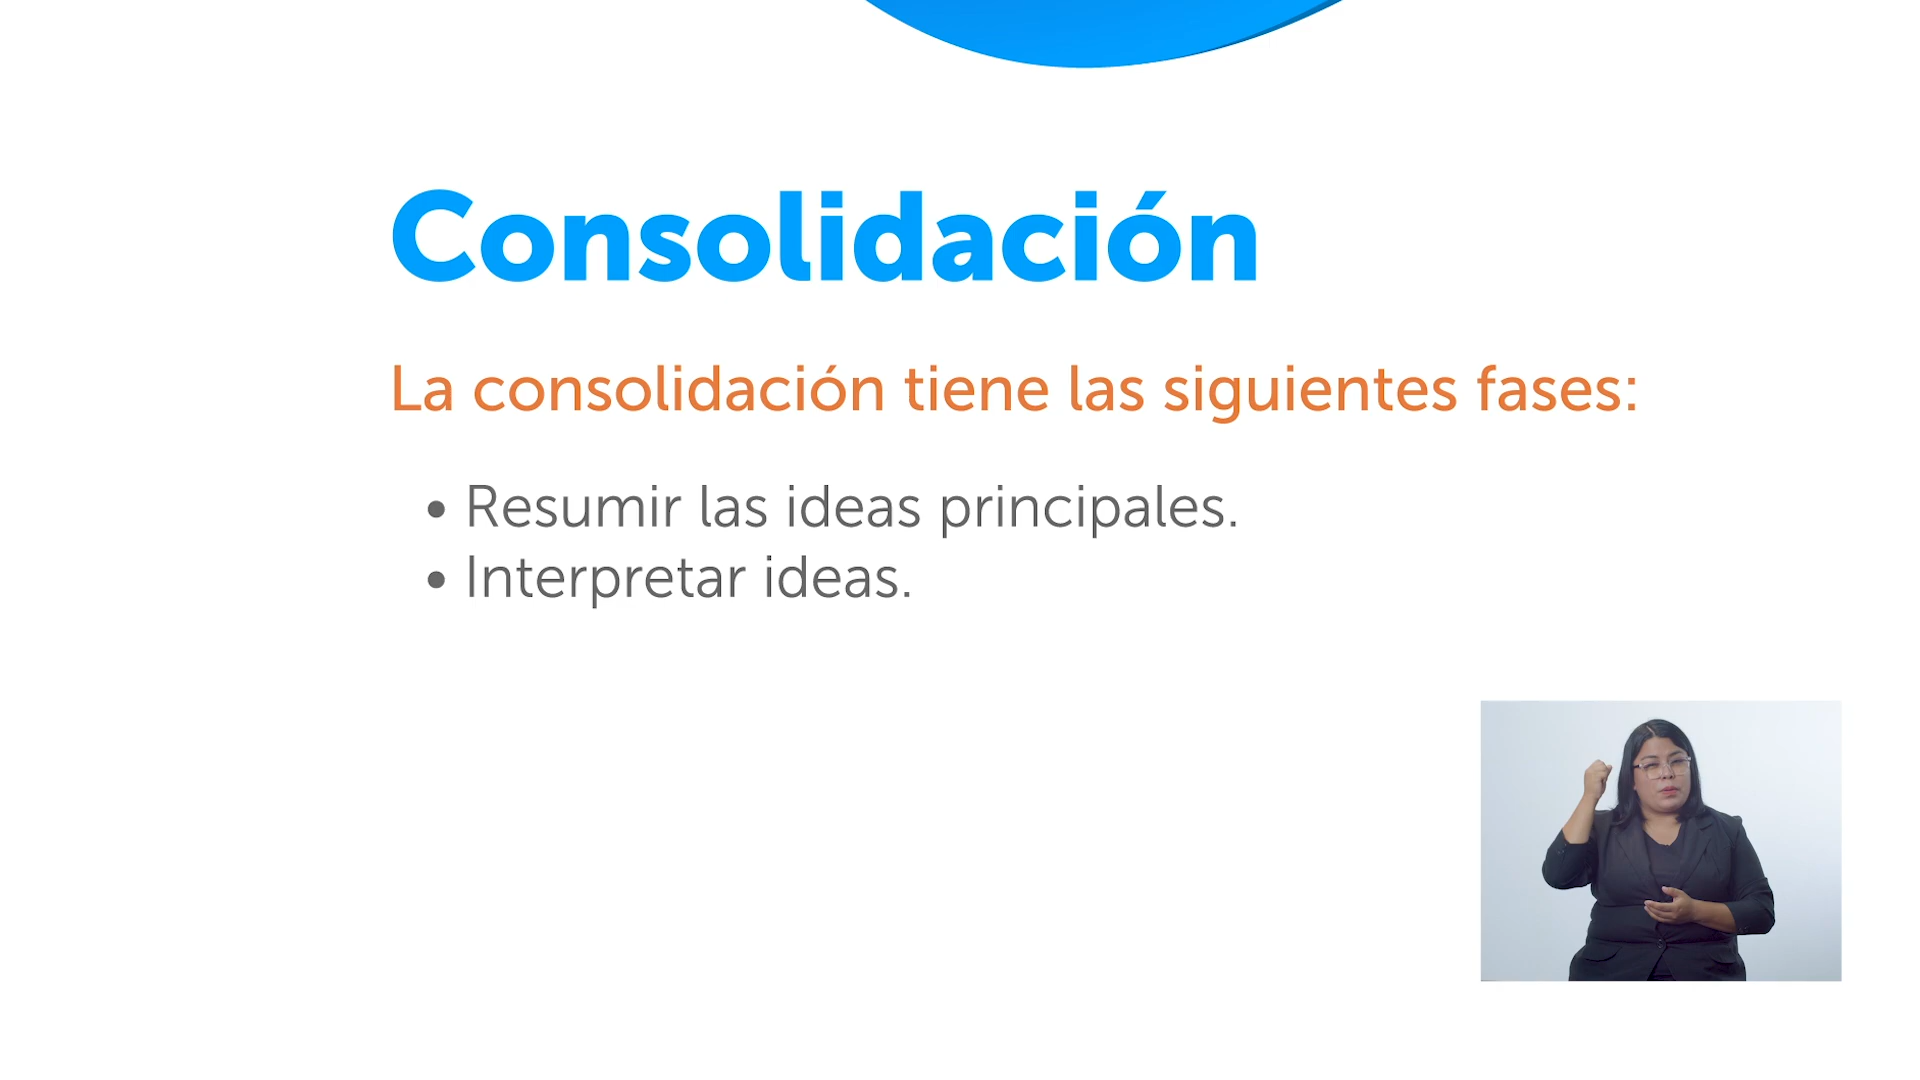 Consolidación
La consolidación tiene las siguientes fases:
• Resumir las ideas principales.
• Interpretar ideas.